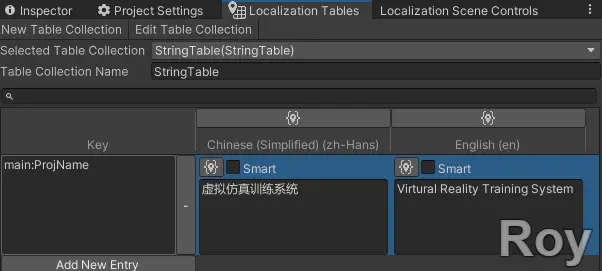 Inspector Project Settings Localization Tables Localization Scene Controls
New Table Collection Edit Table Collection
Selected Table Collection StringTable(StringTable)
Table Collection Name StringTable
Key Chinese (Simplified) (zh-Hans) English (en)
main:ProjName Smart Smart
- 虚拟仿真训练系统 Virtural Reality Training System
Add New Entry
Roy